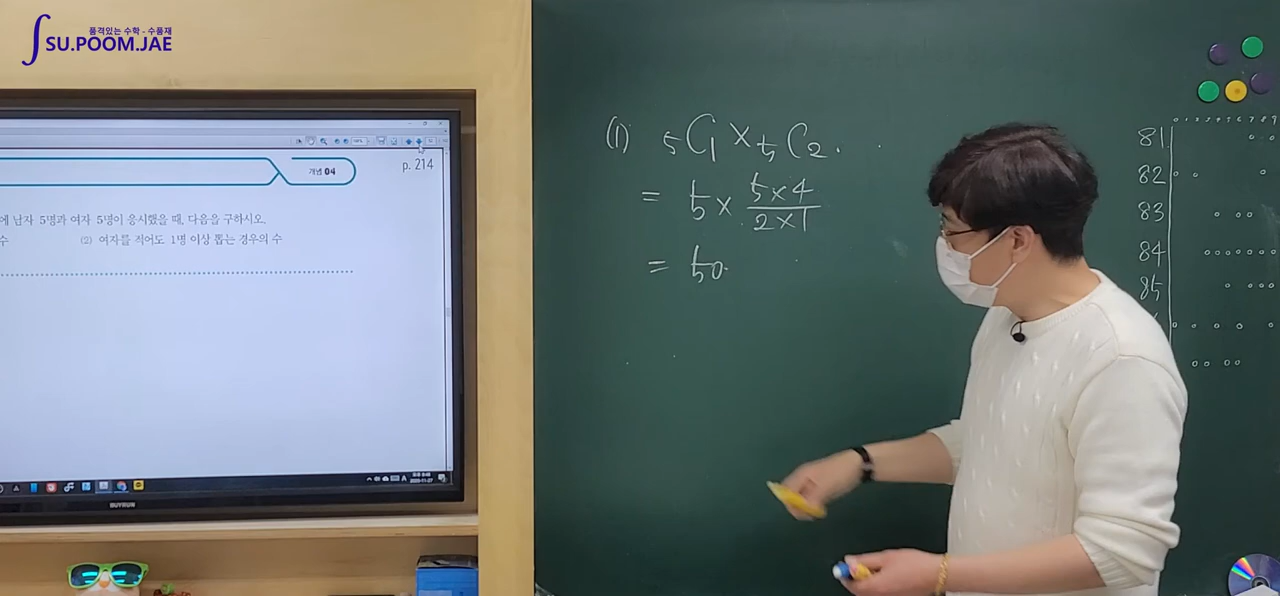 품격있는 수학 - 수품재
SU.POOM.JAE
개념 04
p. 214
에 남자 5명과 여자 5명이 응시했을 때, 다음을 구하시오.
수 (2) 여자를 적어도 1명 이상 뽑는 경우의 수
(1) ₅C₁ × ₅C₂.
= 5 × \frac{5×4}{2×1}
= 50
81
82
83
84
85